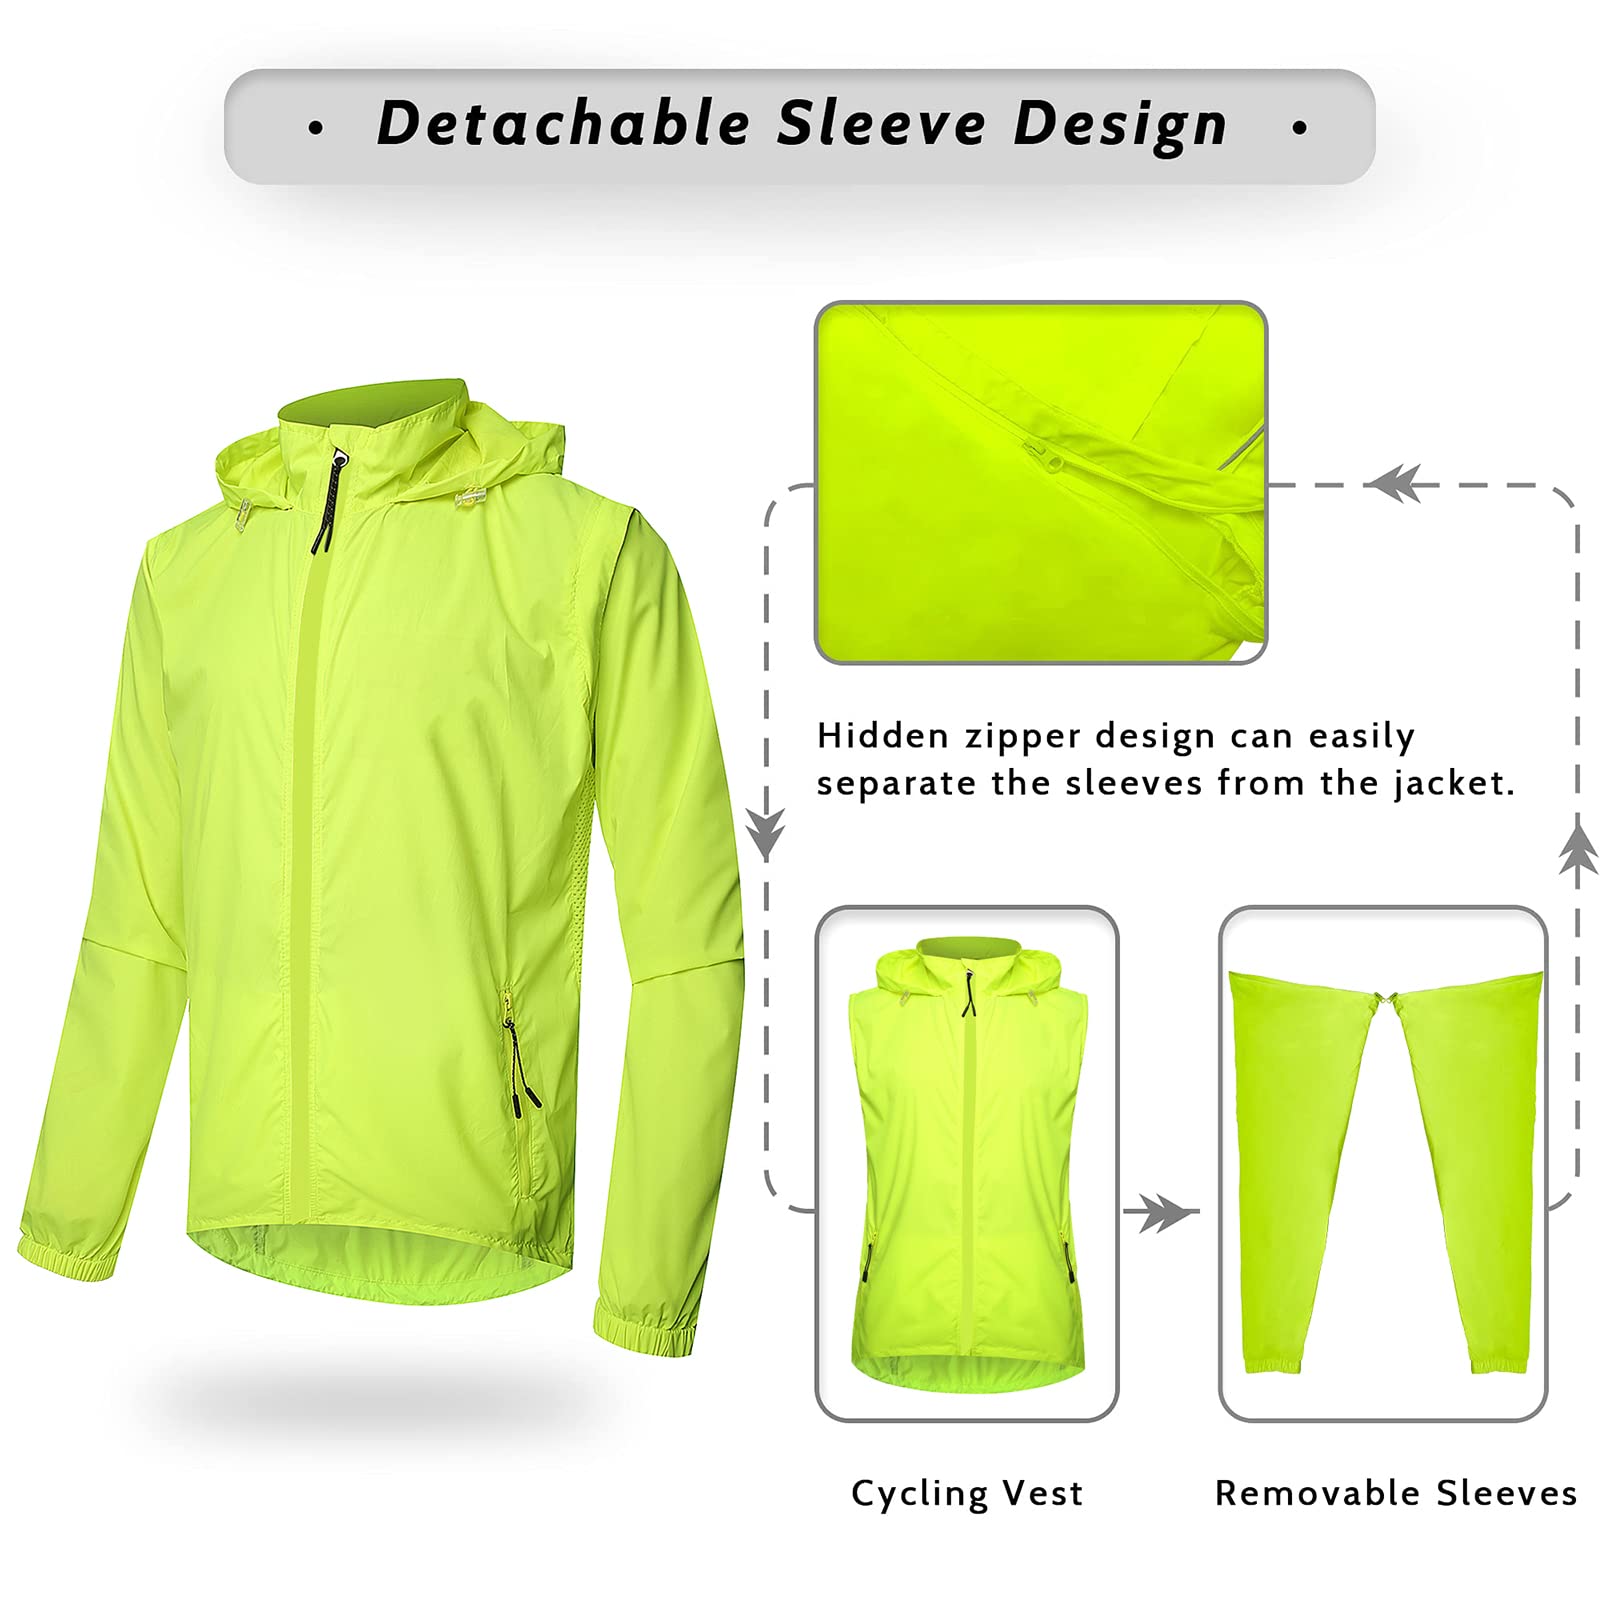 • Detachable Sleeve Design •
Hidden zipper design can easily
separate the sleeves from the jacket.
Cycling Vest
Removable Sleeves